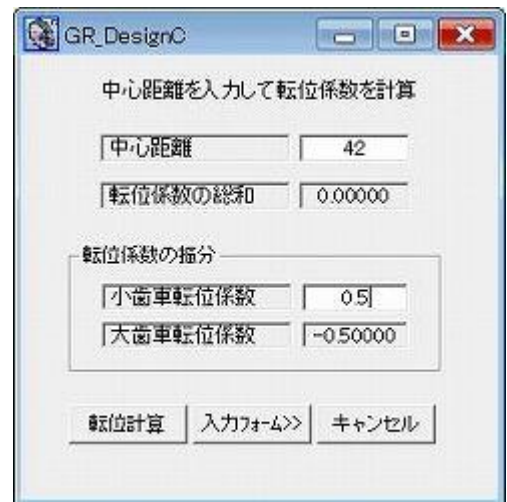 GR_DesignC
中心距離を入力して転位係数を計算
中心距離 42
転位係数の総和 0.00000
転位係数の振分
小歯車転位係数 0.5
大歯車転位係数 -0.50000
転位計算 入力フォーム>> キャンセル